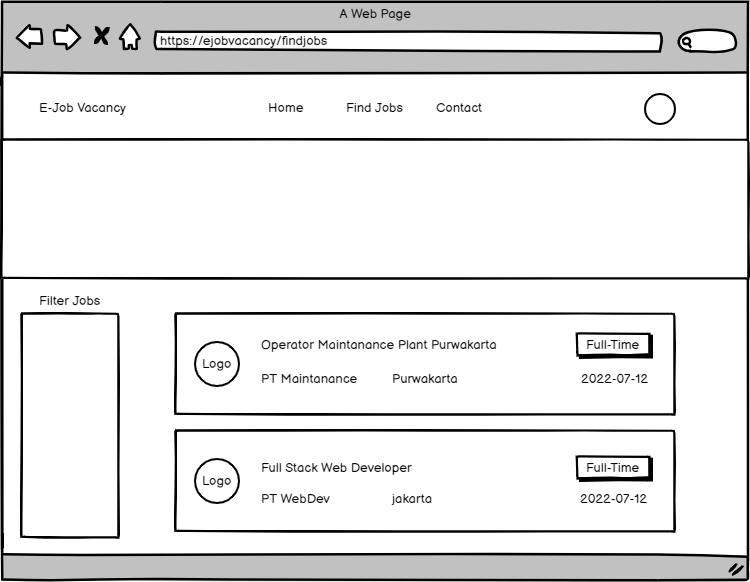 A Web Page
https://ejobvacancy/findjobs
E-Job Vacancy Home Find Jobs Contact
Filter Jobs
Logo
Operator Maintanance Plant Purwakarta Full-Time
PT Maintanance Purwakarta 2022-07-12
Logo
Full Stack Web Developer Full-Time
PT WebDev jakarta 2022-07-12